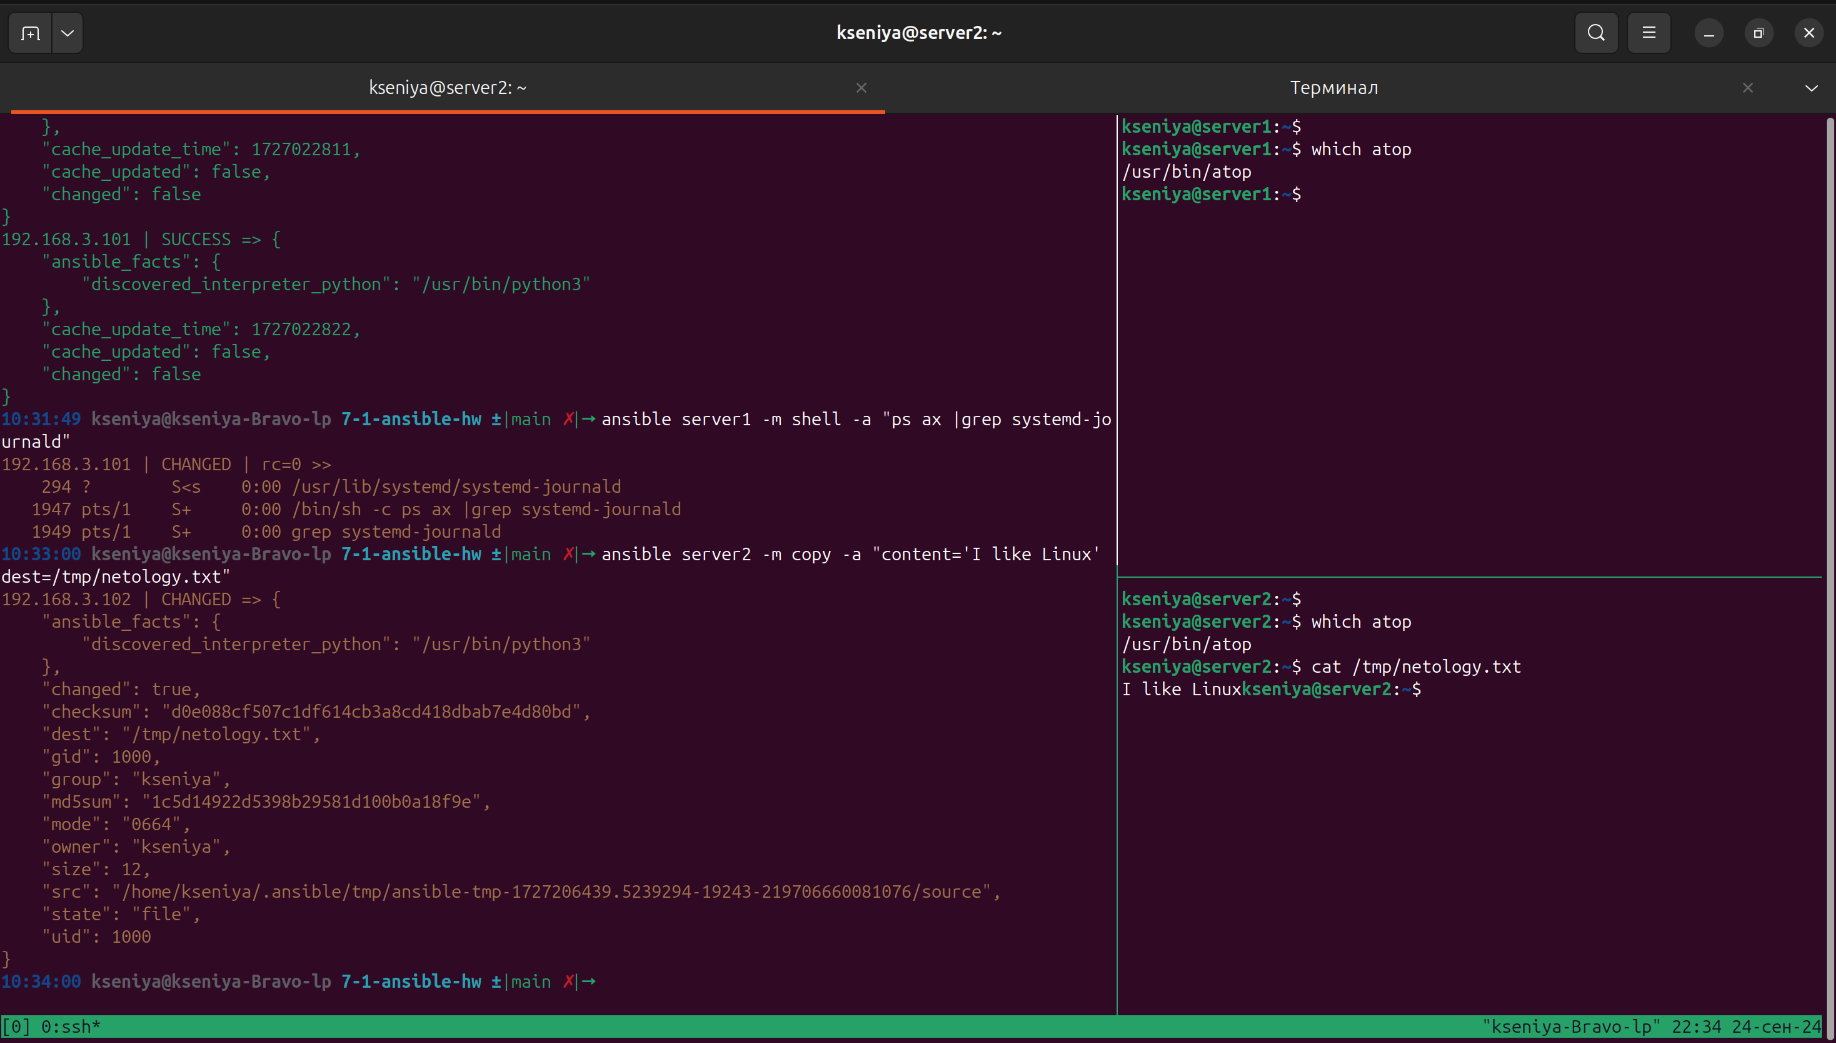 kseniya@server2: ~
kseniya@server2: ~
Терминал
    },
    "cache_update_time": 1727022811,
    "cache_updated": false,
    "changed": false
}
192.168.3.101 | SUCCESS => {
    "ansible_facts": {
        "discovered_interpreter_python": "/usr/bin/python3"
    },
    "cache_update_time": 1727022822,
    "cache_updated": false,
    "changed": false
}
10:31:49 kseniya@kseniya-Bravo-lp 7-1-ansible-hw ±|main ✗|→ ansible server1 -m shell -a "ps ax |grep systemd-jo
urnald"
192.168.3.101 | CHANGED | rc=0 >>
    294 ?        S<s    0:00 /usr/lib/systemd/systemd-journald
   1947 pts/1    S+     0:00 /bin/sh -c ps ax |grep systemd-journald
   1949 pts/1    S+     0:00 grep systemd-journald
10:33:00 kseniya@kseniya-Bravo-lp 7-1-ansible-hw ±|main ✗|→ ansible server2 -m copy -a "content='I like Linux'
dest=/tmp/netology.txt"
192.168.3.102 | CHANGED => {
    "ansible_facts": {
        "discovered_interpreter_python": "/usr/bin/python3"
    },
    "changed": true,
    "checksum": "d0e088cf507c1df614cb3a8cd418dbab7e4d80bd",
    "dest": "/tmp/netology.txt",
    "gid": 1000,
    "group": "kseniya",
    "md5sum": "1c5d14922d5398b29581d100b0a18f9e",
    "mode": "0664",
    "owner": "kseniya",
    "size": 12,
    "src": "/home/kseniya/.ansible/tmp/ansible-tmp-1727206439.5239294-19243-219706660081076/source",
    "state": "file",
    "uid": 1000
}
10:34:00 kseniya@kseniya-Bravo-lp 7-1-ansible-hw ±|main ✗|→
kseniya@server1:~$
kseniya@server1:~$ which atop
/usr/bin/atop
kseniya@server1:~$
kseniya@server2:~$
kseniya@server2:~$ which atop
/usr/bin/atop
kseniya@server2:~$ cat /tmp/netology.txt
I like Linuxkseniya@server2:~$
[0] 0:ssh*
"kseniya-Bravo-lp" 22:34 24-сен-24